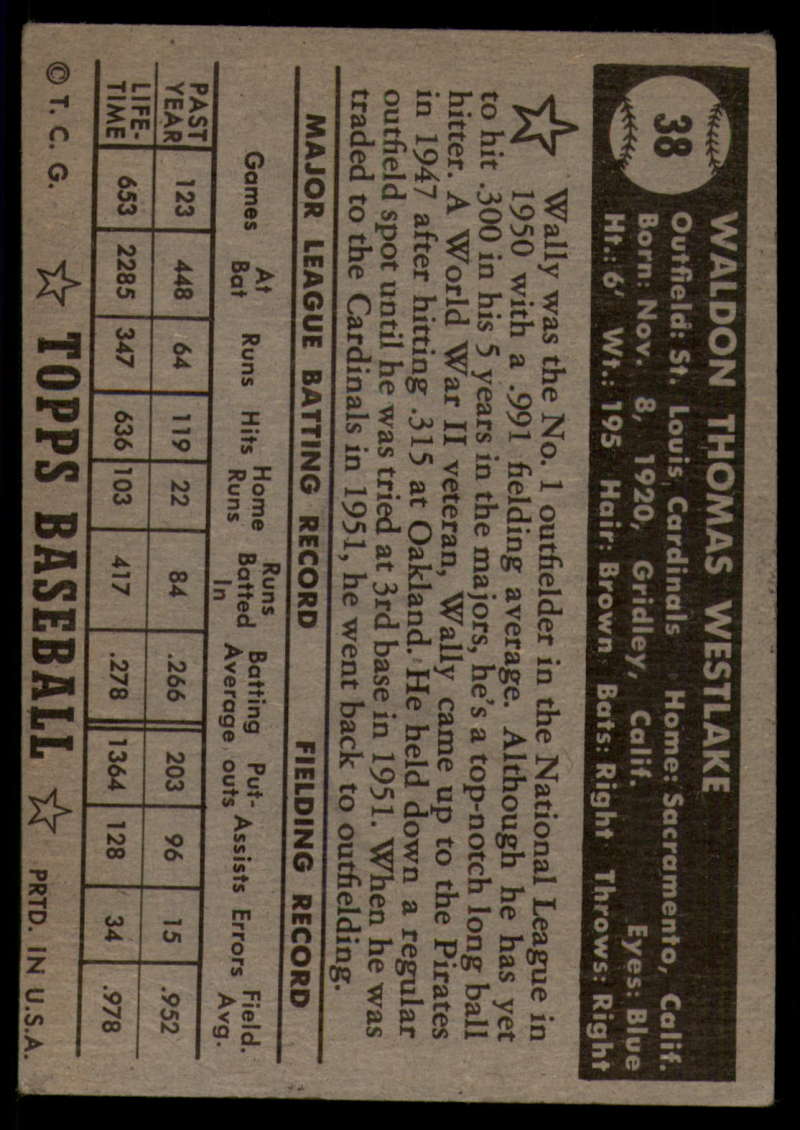 38
WALDON THOMAS WESTLAKE
Outfield: St. Louis Cardinals Home: Sacramento, Calif.
Born: Nov. 8, 1920, Gridley, Calif. Eyes: Blue
Ht.: 6' Wt.: 195 Hair: Brown Bats: Right Throws: Right
Wally was the No. 1 outfielder in the National League in
1950 with a .991 fielding average. Although he has yet
to hit .300 in his 5 years in the majors, he's a top-notch long ball
hitter. A World War II veteran, Wally came up to the Pirates
in 1947 after hitting .315 at Oakland. He held down a regular
outfield spot until he was tried at 3rd base in 1951. When he was
traded to the Cardinals in 1951, he went back to outfielding.
MAJOR LEAGUE BATTING RECORD FIELDING RECORD
Games At Bat Runs Hits Home Runs Runs Batted In Batting Average Put-outs Assists Errors Field. Avg.
PAST YEAR 123 448 64 119 22 84 .266 203 96 15 .952
LIFE-TIME 653 2285 347 636 103 417 .278 1364 128 34 .978
© T. C. G. ☆ TOPPS BASEBALL ☆ PRTD. IN U.S.A.